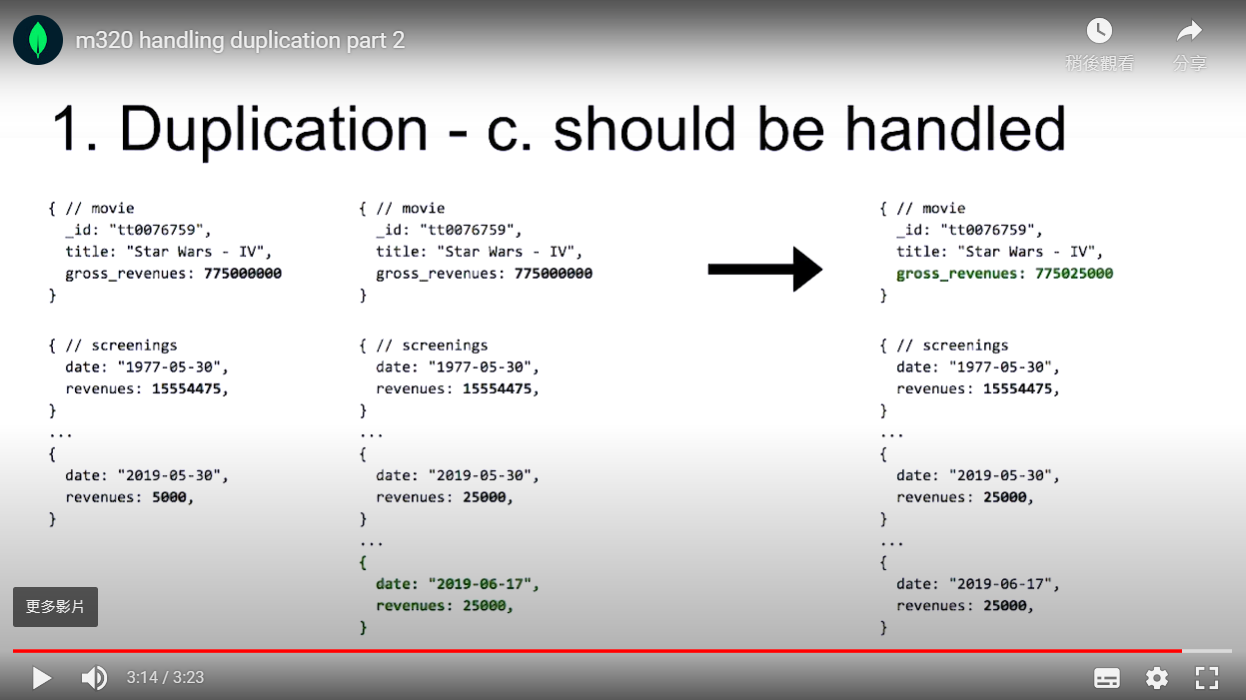 m320 handling duplication part 2
稍後觀看
分享
1. Duplication - c. should be handled
{ // movie
_id: "tt0076759",
title: "Star Wars - IV",
gross_revenues: 775000000
}
{ // screenings
date: "1977-05-30",
revenues: 15554475,
}
...
{
date: "2019-05-30",
revenues: 5000,
}
{ // movie
_id: "tt0076759",
title: "Star Wars - IV",
gross_revenues: 775000000
}
{ // screenings
date: "1977-05-30",
revenues: 15554475,
}
...
{
date: "2019-05-30",
revenues: 25000,
}
...
{
date: "2019-06-17",
revenues: 25000,
}
{ // movie
_id: "tt0076759",
title: "Star Wars - IV",
gross_revenues: 775025000
}
{ // screenings
date: "1977-05-30",
revenues: 15554475,
}
...
{
date: "2019-05-30",
revenues: 25000,
}
...
{
date: "2019-06-17",
revenues: 25000,
}
更多影片
3:14 / 3:23